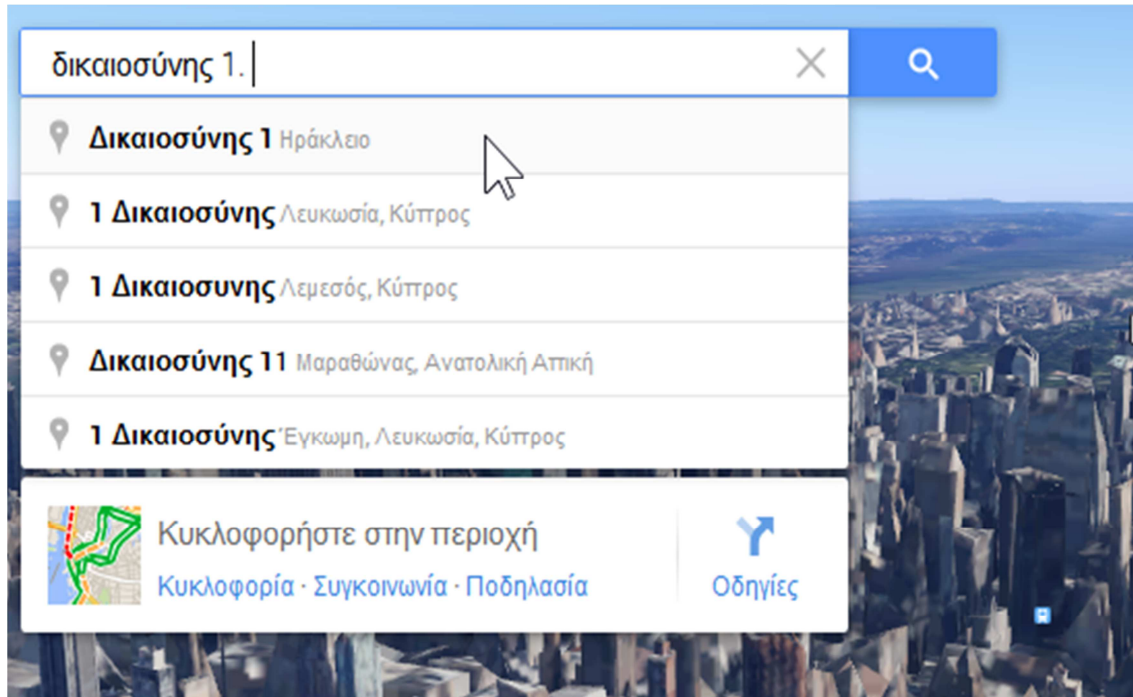 δικαιοσύνης 1.
Δικαιοσύνης 1 Ηράκλειο
1 Δικαιοσύνης Λευκωσία, Κύπρος
1 Δικαιοσυνης Λεμεσός, Κύπρος
Δικαιοσύνης 11 Μαραθώνας, Ανατολική Αττική
1 Δικαιοσύνης Έγκωμη, Λευκωσία, Κύπρος
Κυκλοφορήστε στην περιοχή
Κυκλοφορία · Συγκοινωνία · Ποδηλασία
Οδηγίες